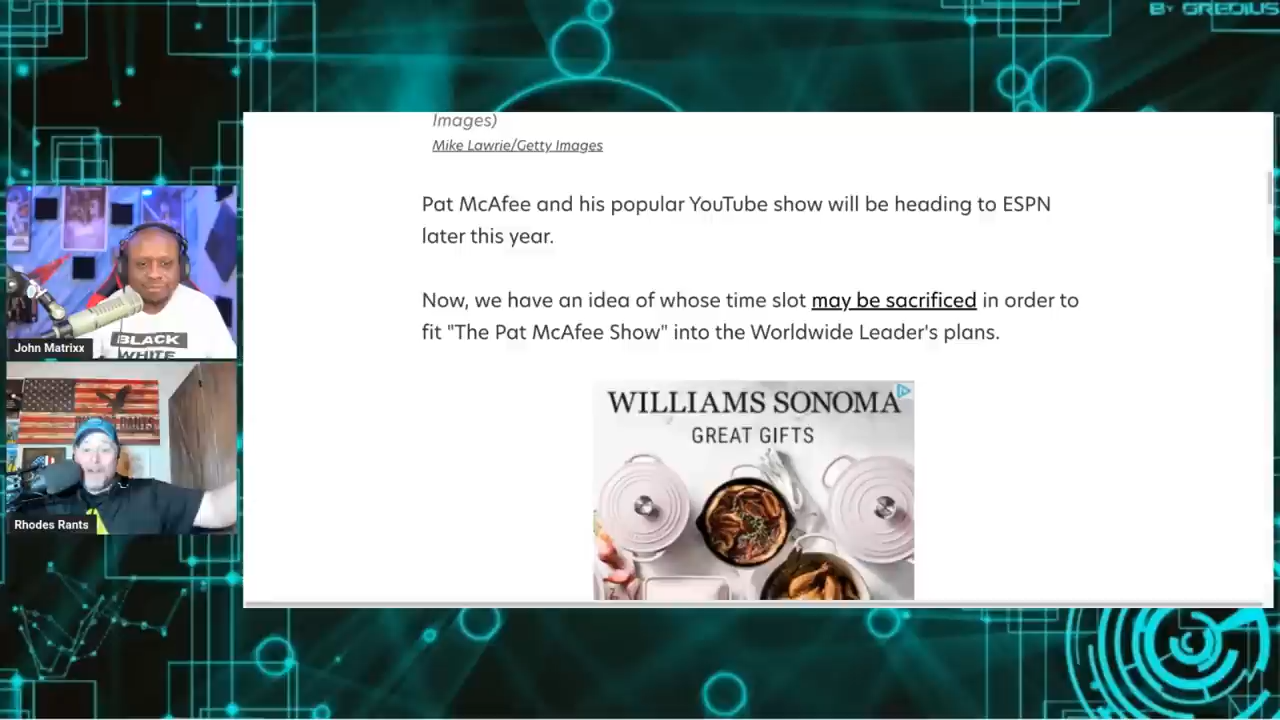 BY GREDIUS
Images)
Mike Lawrie/Getty Images
Pat McAfee and his popular YouTube show will be heading to ESPN
later this year.
Now, we have an idea of whose time slot may be sacrificed in order to
fit "The Pat McAfee Show" into the Worldwide Leader's plans.
WILLIAMS SONOMA
GREAT GIFTS
BLACK
WHITE
John Matrixx
Rhodes Rants